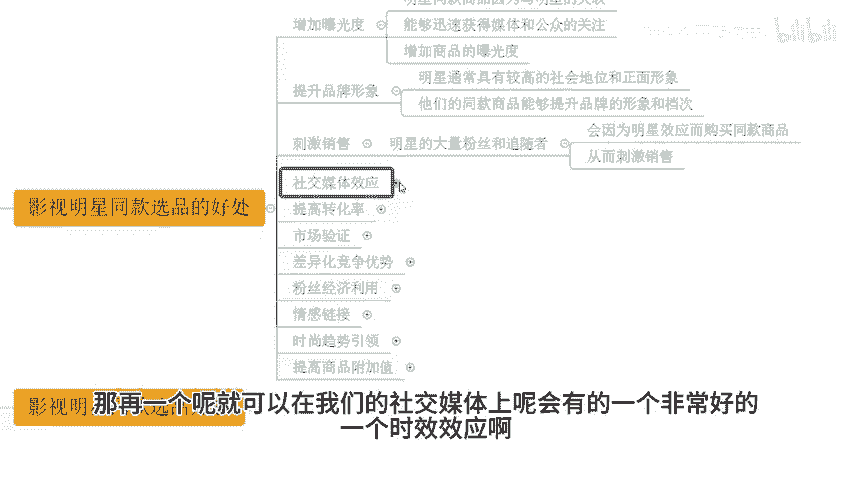 增加曝光度
能够迅速获得媒体和公众的关注
增加商品的曝光度
提升品牌形象
明星通常具有较高的社会地位和正面形象
他们的同款商品能够提升品牌的形象和档次
刺激销售
明星的大量粉丝和追随者
会因为明星效应而购买同款商品
从而刺激销售
影视明星同款选品的好处
社交媒体效应
提高转化率
市场验证
差异化竞争优势
粉丝经济利用
情感链接
时尚趋势引领
提高商品附加值
影视明
那再一个呢就可以在我们的社交媒体上呢会有的一个非常好的
一个时效效应啊
bilibili